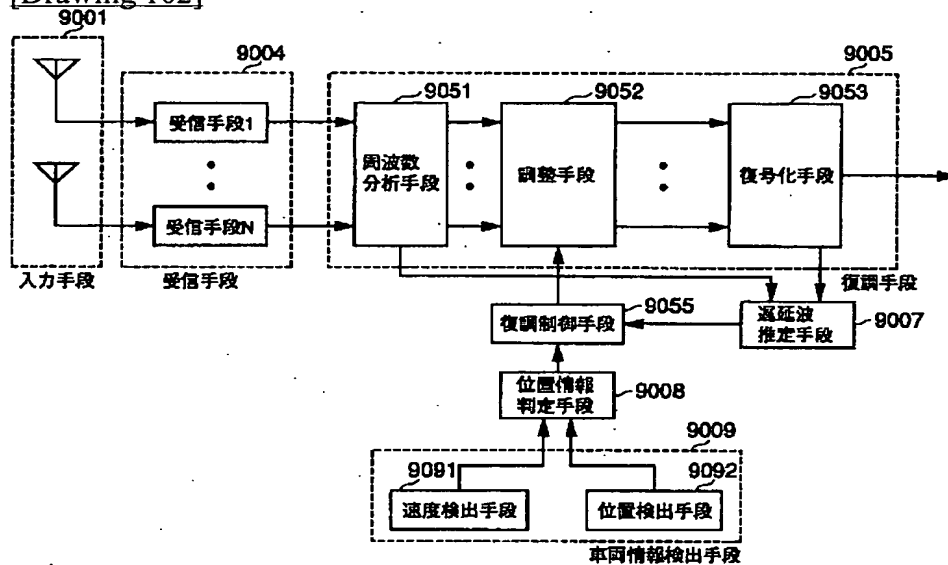 [Drawing 102]
9001
9004
9005
9051
9052
9053
受信手段1
周波数
分析手段
調整手段
復号化手段
受信手段N
入力手段
受信手段
復調手段
9055
復調制御手段
遅延波
推定手段
9007
位置情報
判定手段
9008
9009
9091
9092
速度検出手段
位置検出手段
車両情報検出手段